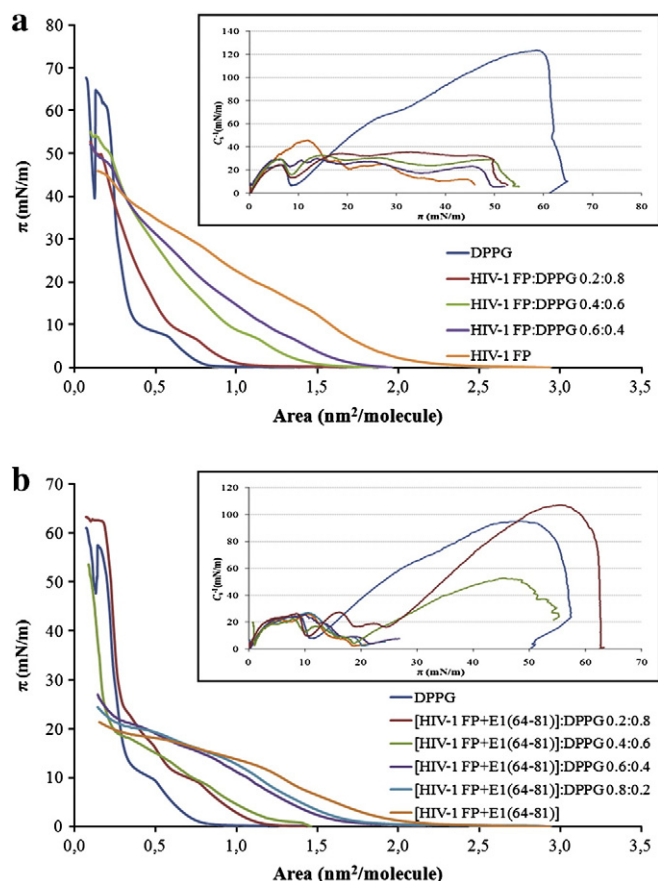 a
π (mN/m)
80
70
60
50
40
30
20
10
0
0,0 0,5 1,0 1,5 2,0 2,5 3,0 3,5
Area (nm²/molecule)
Cs⁻¹(mN/m)
140
120
100
80
60
40
20
0
0 10 20 30 40 50 60 70 80
π (mN/m)
DPPG
HIV-1 FP:DPPG 0.2:0.8
HIV-1 FP:DPPG 0.4:0.6
HIV-1 FP:DPPG 0.6:0.4
HIV-1 FP
b
π (mN/m)
70
60
50
40
30
20
10
0
0,0 0,5 1,0 1,5 2,0 2,5 3,0 3,5
Area (nm²/molecule)
Cs⁻¹(mN/m)
120
100
80
60
40
20
0
0 10 20 30 40 50 60 70
π (mN/m)
DPPG
[HIV-1 FP+E1(64-81)]:DPPG 0.2:0.8
[HIV-1 FP+E1(64-81)]:DPPG 0.4:0.6
[HIV-1 FP+E1(64-81)]:DPPG 0.6:0.4
[HIV-1 FP+E1(64-81)]:DPPG 0.8:0.2
[HIV-1 FP+E1(64-81)]